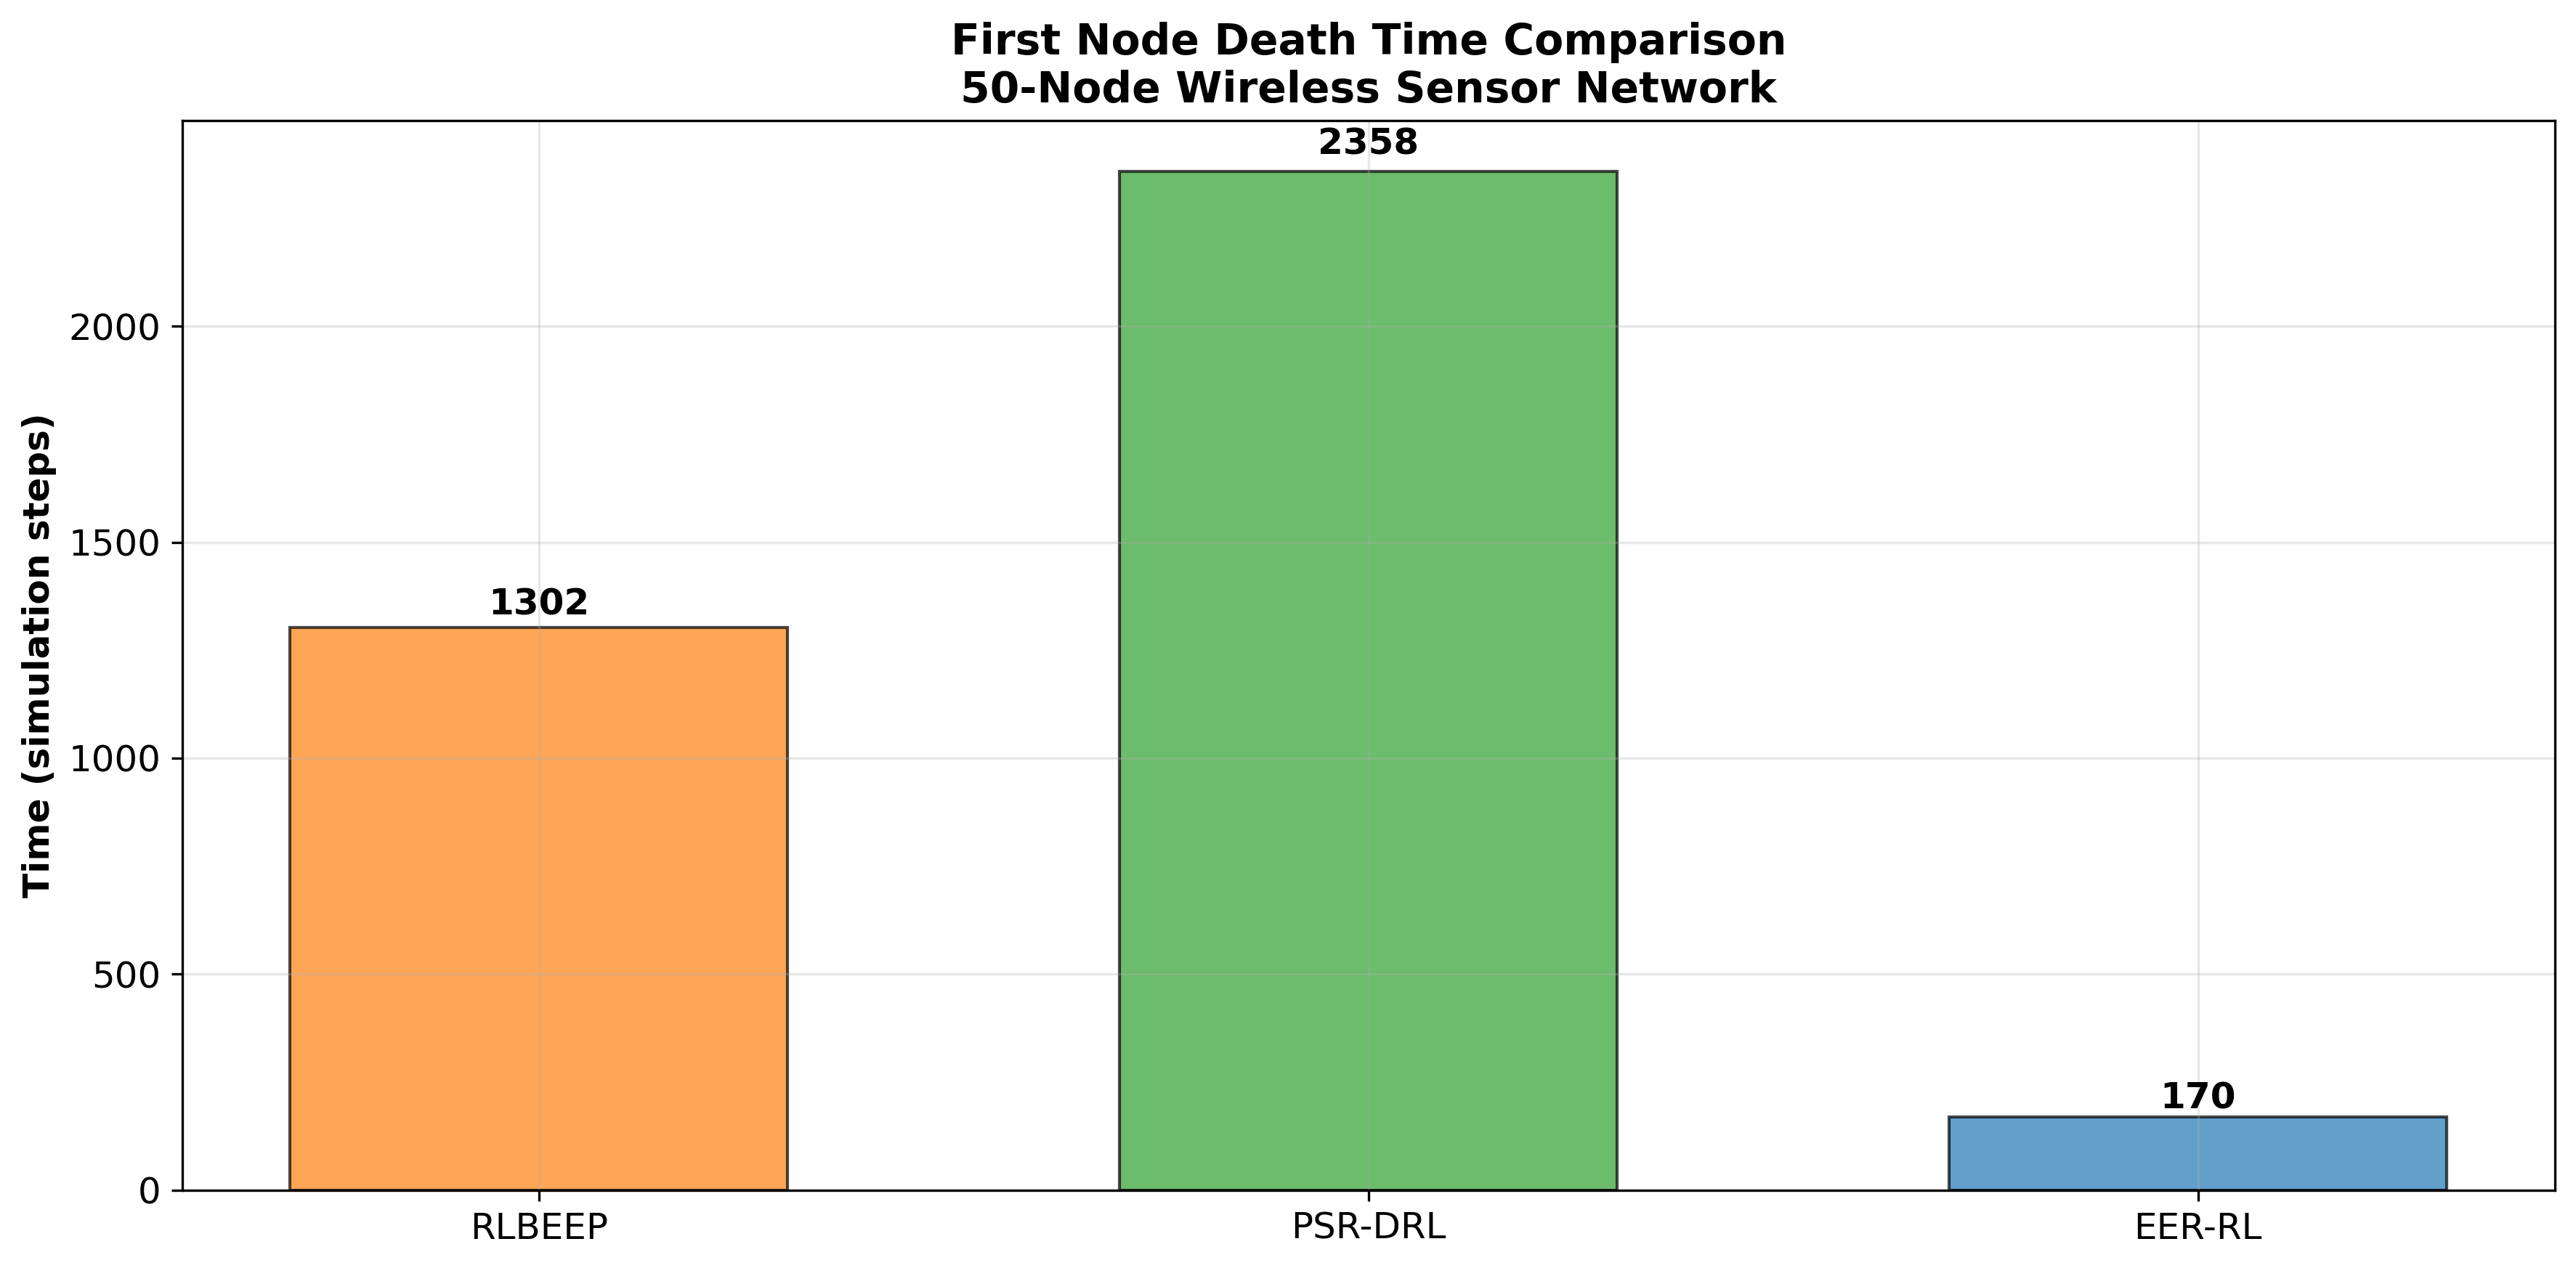 First Node Death Time Comparison
50-Node Wireless Sensor Network
Time (simulation steps)
2000
1500
1000
500
0
1302
2358
170
RLBEEP
PSR-DRL
EER-RL